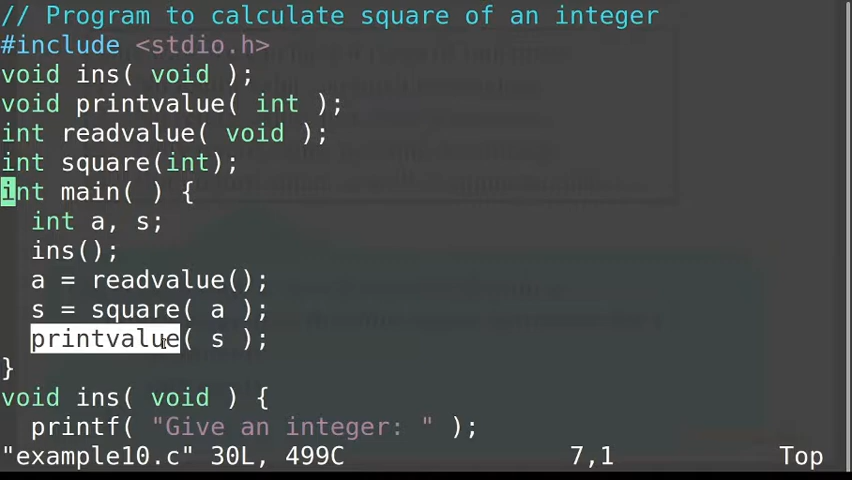 // Program to calculate square of an integer
#include <stdio.h>
void ins( void );
void printvalue( int );
int readvalue( void );
int square(int);
int main( ) {
  int a, s;
  ins();
  a = readvalue();
  s = square( a );
  printvalue( s );
}
void ins( void ) {
  printf( "Give an integer: " );
"example10.c" 30L, 499C 7,1 Top